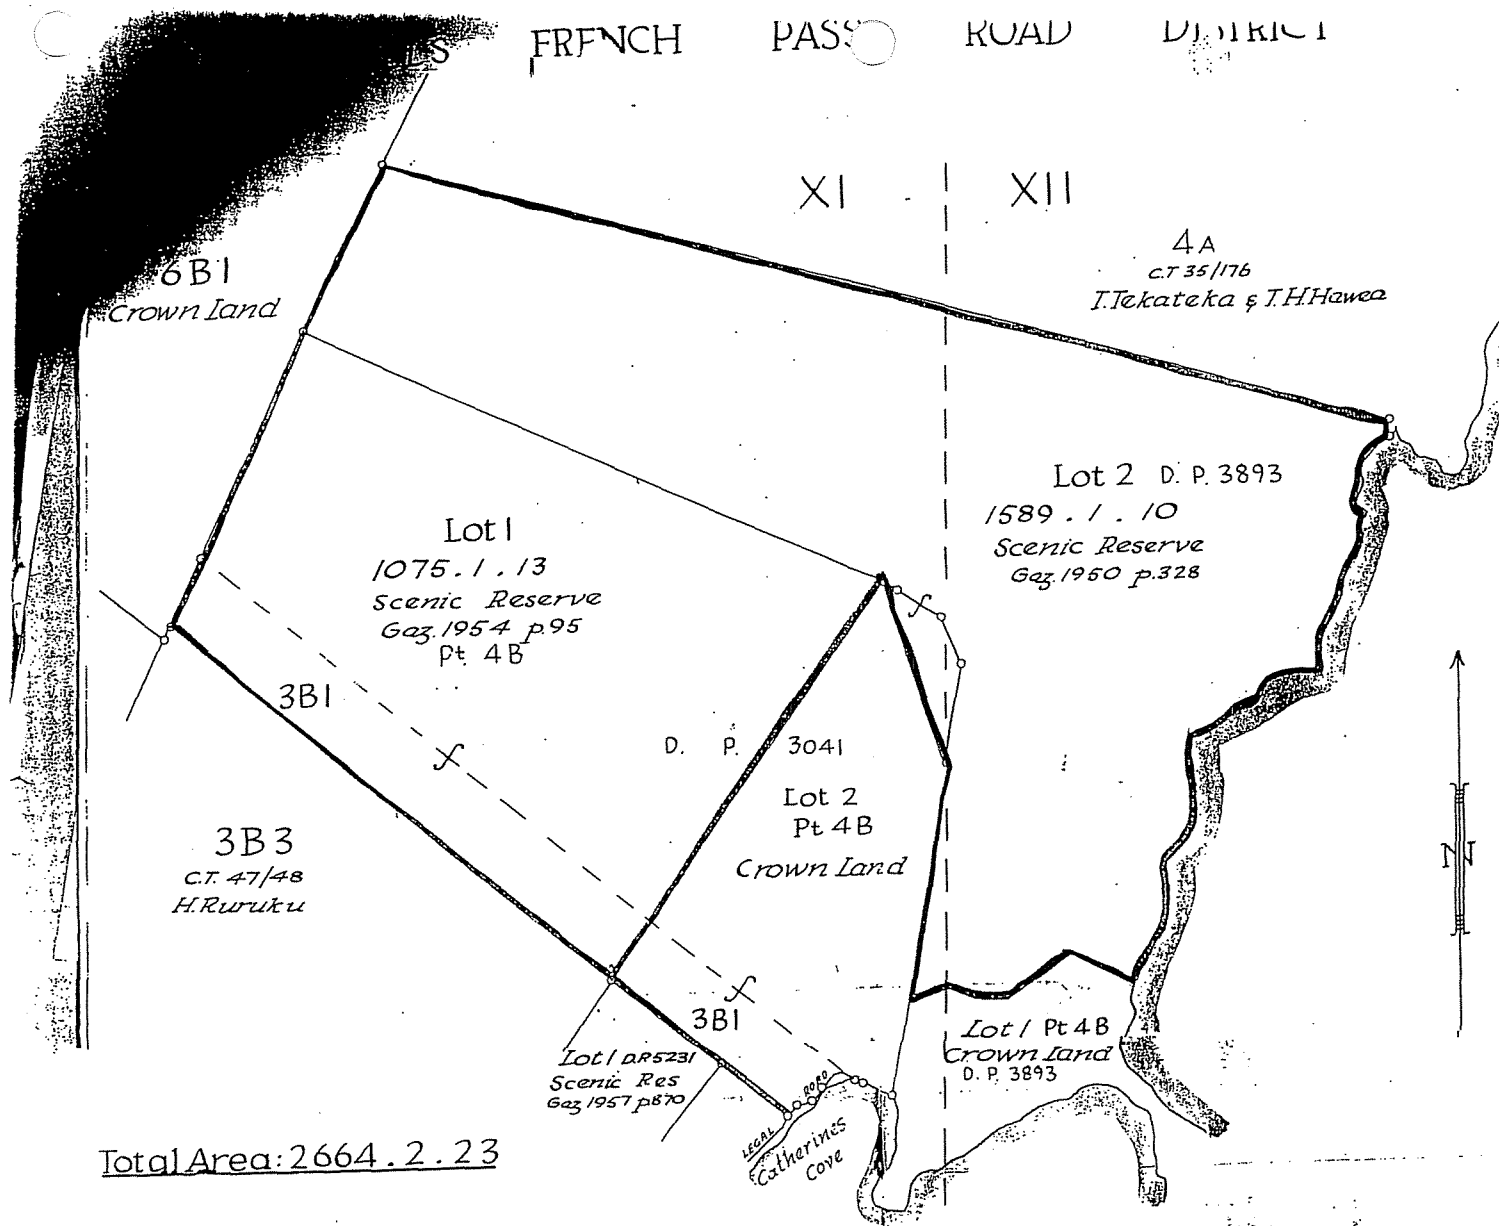 LS FRENCH PASS ROAD DISTRICT
XI XII
4A
C.T 35/176
I.Tekateka & T.H.Hawea
6B1
Crown Land
Lot 2 D. P. 3893
1589 . 1 . 10
Scenic Reserve
Gaz. 1950 p.328
Lot 1
1075 . 1 . 13
Scenic Reserve
Gaz. 1954 p.95
Pt. 4B
3B1
D. P. 3041
Lot 2
Pt 4B
Crown Land
3B3
C.T. 47/48
H.Ruruku
N
3B1
Lot 1 Pt 4B
Crown Land
D. P. 3893
Lot 1 D.P.5231
Scenic Res
Gaz 1957 p870
LEGAL ROAD
Catherines
Cove
Total Area: 2664 . 2 . 23